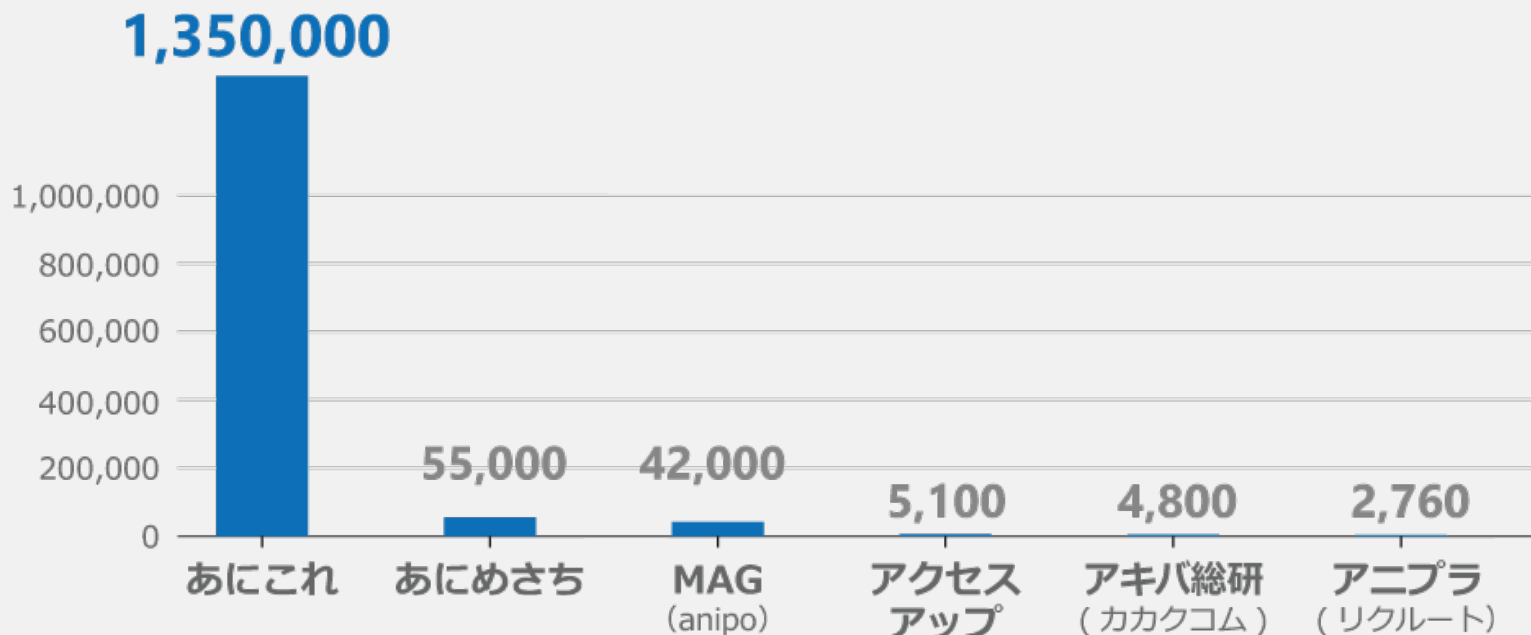 1,350,000
1,000,000
800,000
600,000
400,000
200,000
0
55,000
42,000
5,100
4,800
2,760
あにこれ
あにめさち
MAG
(anipo)
アクセス
アップ
アキバ総研
( カカクコム )
アニプラ
( リクルート)